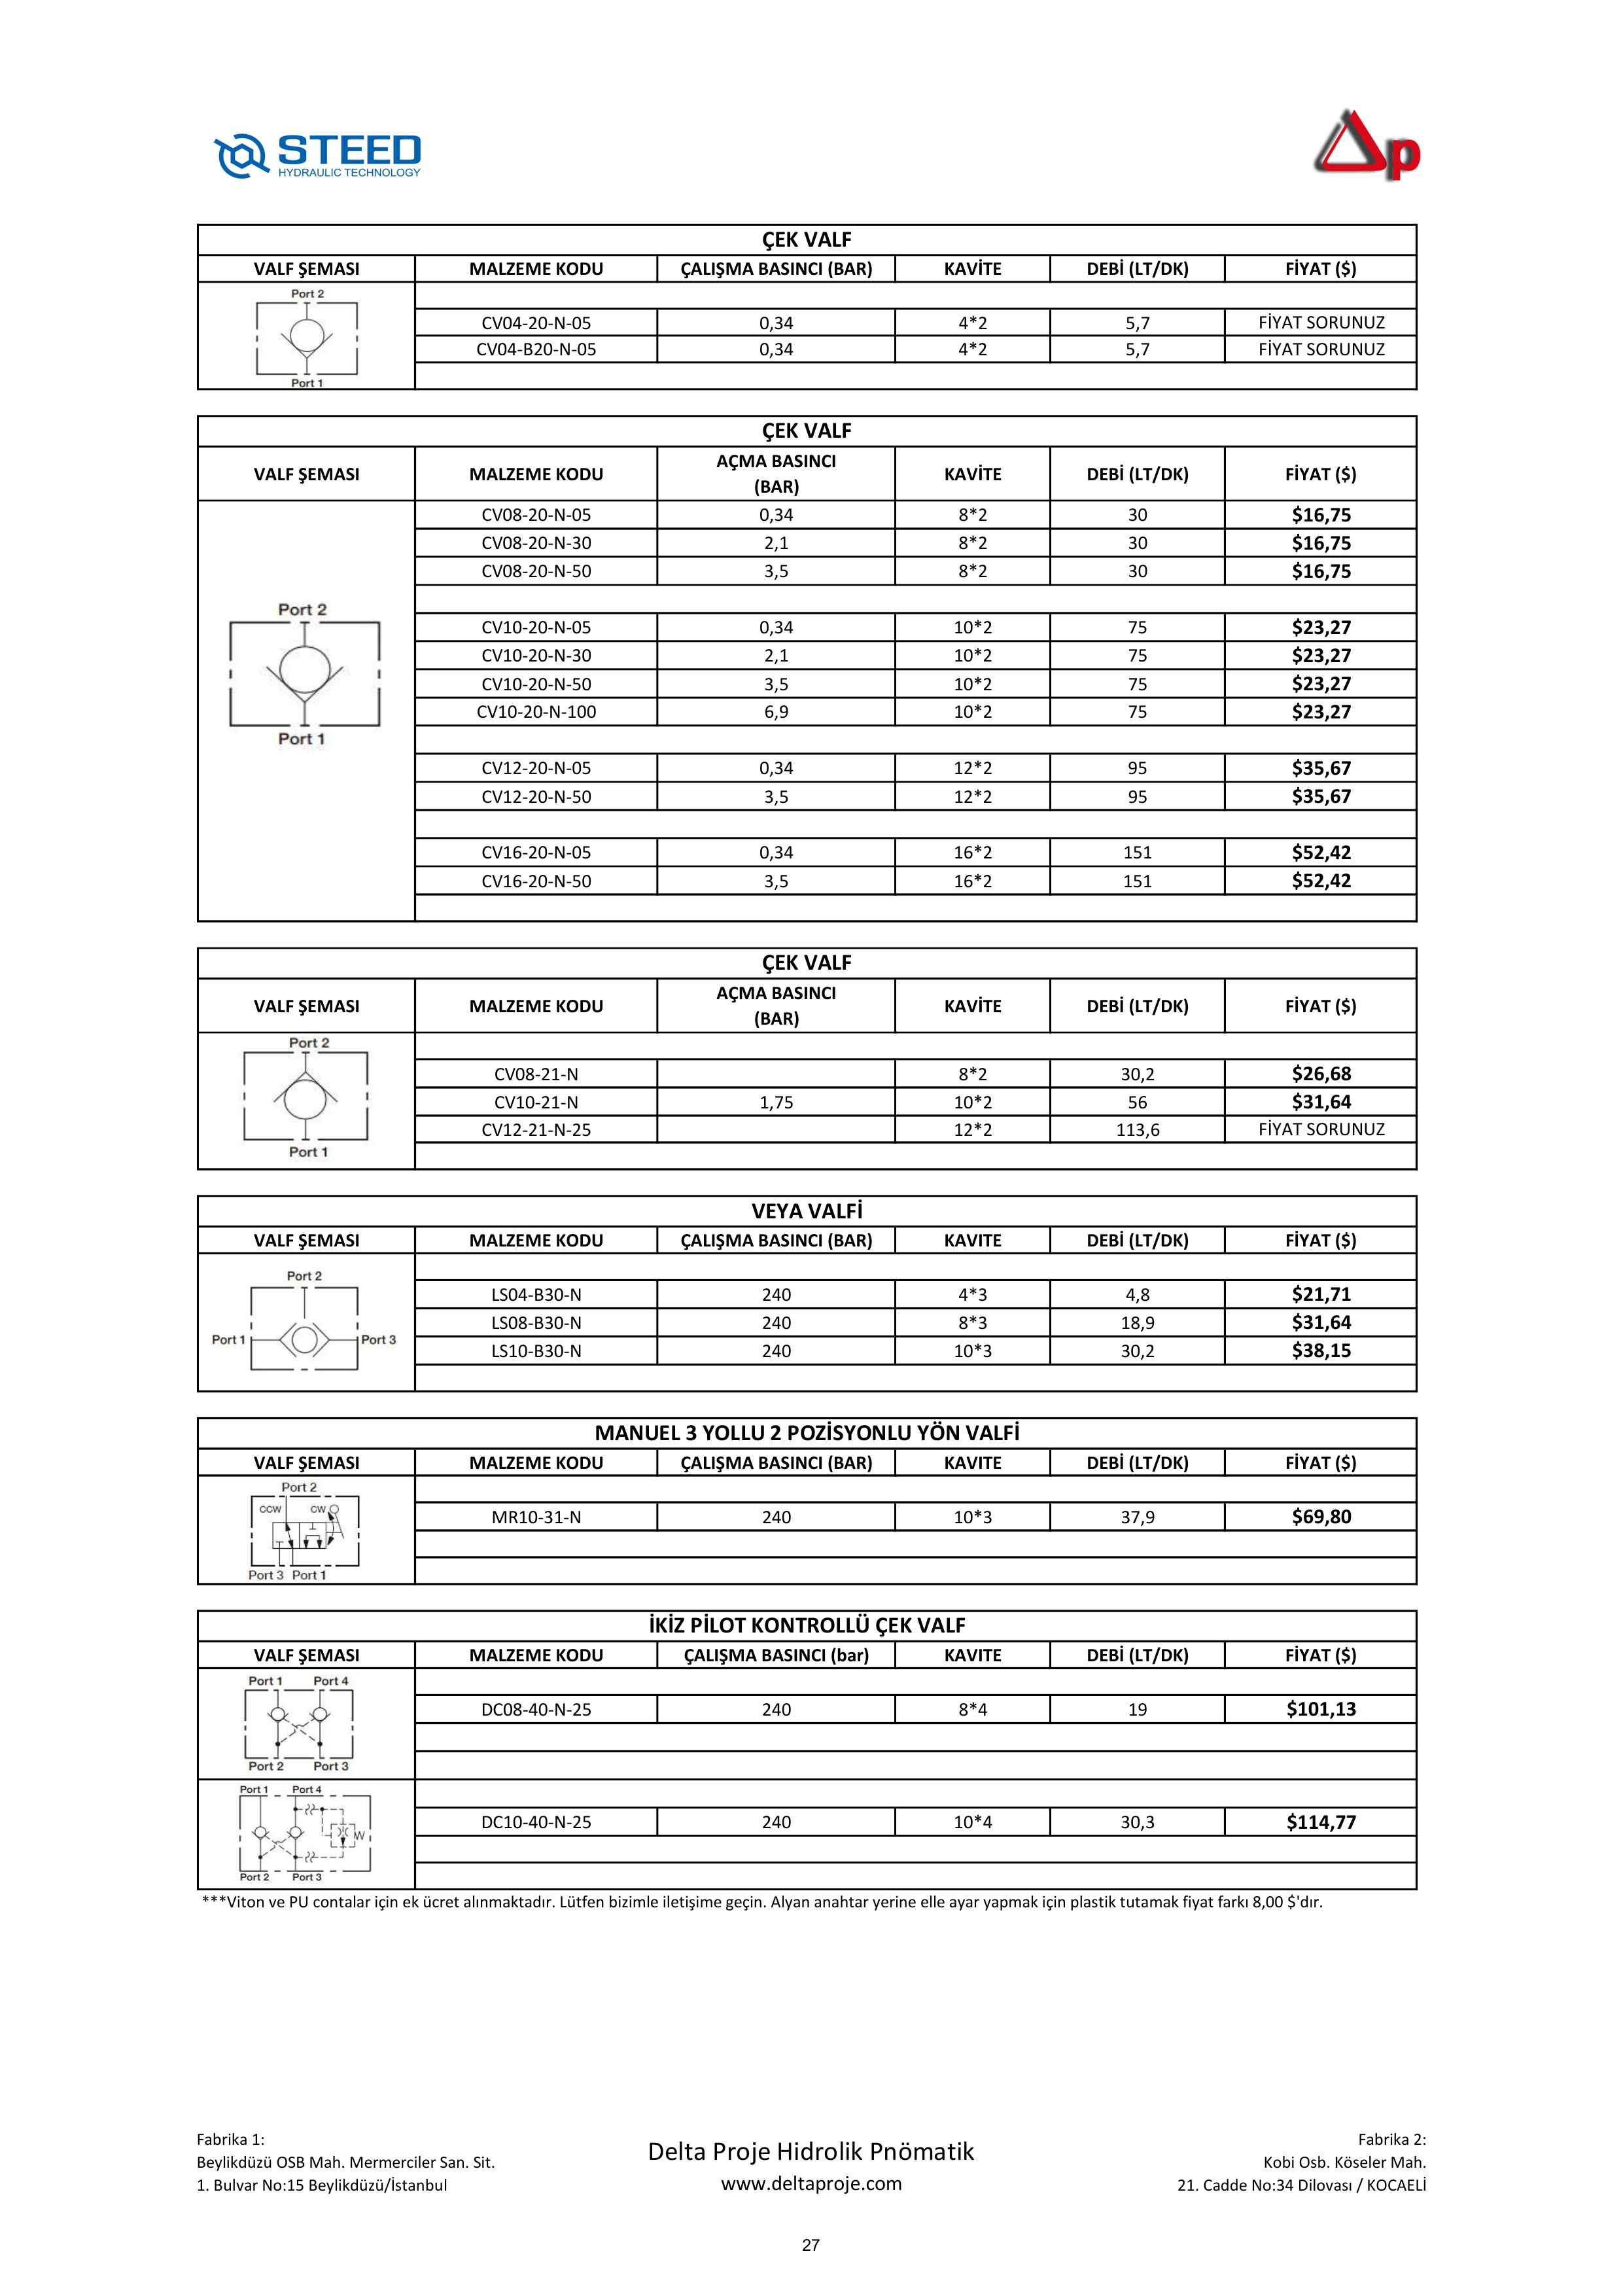 STEED
HYDRAULIC TECHNOLOGY
p
ÇEK VALF
VALF ŞEMASI MALZEME KODU ÇALIŞMA BASINCI (BAR) KAVİTE DEBİ (LT/DK) FİYAT ($)
Port 2
CV04-20-N-05 0,34 4*2 5,7 FİYAT SORUNUZ
CV04-B20-N-05 0,34 4*2 5,7 FİYAT SORUNUZ
Port 1
ÇEK VALF
VALF ŞEMASI MALZEME KODU AÇMA BASINCI (BAR) KAVİTE DEBİ (LT/DK) FİYAT ($)
CV08-20-N-05 0,34 8*2 30 $16,75
CV08-20-N-30 2,1 8*2 30 $16,75
CV08-20-N-50 3,5 8*2 30 $16,75
Port 2
CV10-20-N-05 0,34 10*2 75 $23,27
CV10-20-N-30 2,1 10*2 75 $23,27
CV10-20-N-50 3,5 10*2 75 $23,27
CV10-20-N-100 6,9 10*2 75 $23,27
Port 1
CV12-20-N-05 0,34 12*2 95 $35,67
CV12-20-N-50 3,5 12*2 95 $35,67
CV16-20-N-05 0,34 16*2 151 $52,42
CV16-20-N-50 3,5 16*2 151 $52,42
ÇEK VALF
VALF ŞEMASI MALZEME KODU AÇMA BASINCI (BAR) KAVİTE DEBİ (LT/DK) FİYAT ($)
Port 2
CV08-21-N 8*2 30,2 $26,68
CV10-21-N 1,75 10*2 56 $31,64
CV12-21-N-25 12*2 113,6 FİYAT SORUNUZ
Port 1
VEYA VALFİ
VALF ŞEMASI MALZEME KODU ÇALIŞMA BASINCI (BAR) KAVITE DEBİ (LT/DK) FİYAT ($)
Port 2
LS04-B30-N 240 4*3 4,8 $21,71
LS08-B30-N 240 8*3 18,9 $31,64
Port 1 Port 3
LS10-B30-N 240 10*3 30,2 $38,15
MANUEL 3 YOLLU 2 POZİSYONLU YÖN VALFİ
VALF ŞEMASI MALZEME KODU ÇALIŞMA BASINCI (BAR) KAVITE DEBİ (LT/DK) FİYAT ($)
Port 2
CCW CW
MR10-31-N 240 10*3 37,9 $69,80
Port 3 Port 1
İKİZ PİLOT KONTROLLÜ ÇEK VALF
VALF ŞEMASI MALZEME KODU ÇALIŞMA BASINCI (bar) KAVITE DEBİ (LT/DK) FİYAT ($)
Port 1 Port 4
DC08-40-N-25 240 8*4 19 $101,13
Port 2 Port 3
Port 1 Port 4
DC10-40-N-25 240 10*4 30,3 $114,77
Port 2 Port 3
***Viton ve PU contalar için ek ücret alınmaktadır. Lütfen bizimle iletişime geçin. Alyan anahtar yerine elle ayar yapmak için plastik tutamak fiyat farkı 8,00 $'dır.
Fabrika 1:
Beylikdüzü OSB Mah. Mermerciler San. Sit.
1. Bulvar No:15 Beylikdüzü/İstanbul
Delta Proje Hidrolik Pnömatik
www.deltaproje.com
Fabrika 2:
Kobi Osb. Köseler Mah.
21. Cadde No:34 Dilovası / KOCAELİ
27